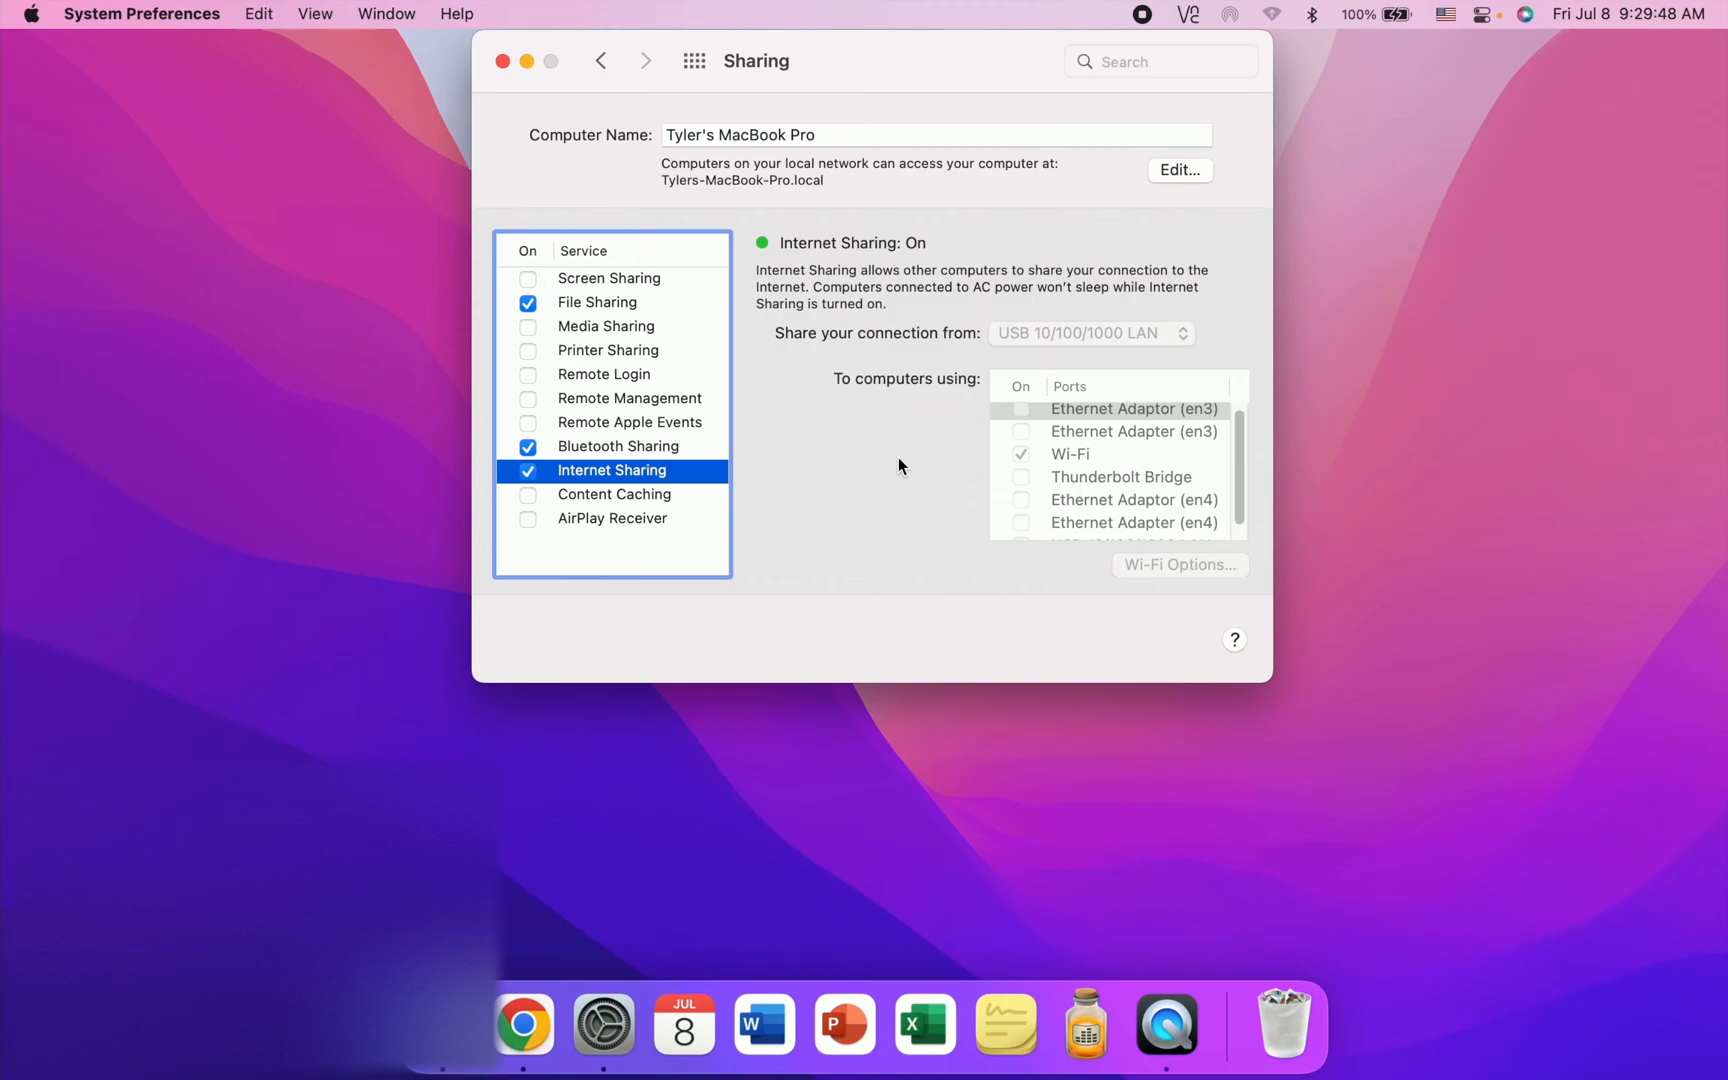 System Preferences Edit View Window Help 100% Fri Jul 8 9:29:48 AM
Sharing
Search
Computer Name: Tyler's MacBook Pro
Computers on your local network can access your computer at:
Tylers-MacBook-Pro.local
Edit...
On Service
Screen Sharing
File Sharing
Media Sharing
Printer Sharing
Remote Login
Remote Management
Remote Apple Events
Bluetooth Sharing
Internet Sharing
Content Caching
AirPlay Receiver
Internet Sharing: On
Internet Sharing allows other computers to share your connection to the
Internet. Computers connected to AC power won't sleep while Internet
Sharing is turned on.
Share your connection from: USB 10/100/1000 LAN
To computers using:
On Ports
Ethernet Adaptor (en3)
Ethernet Adapter (en3)
Wi-Fi
Thunderbolt Bridge
Ethernet Adaptor (en4)
Ethernet Adapter (en4)
Wi-Fi Options...
?
JUL
8
W
P
X